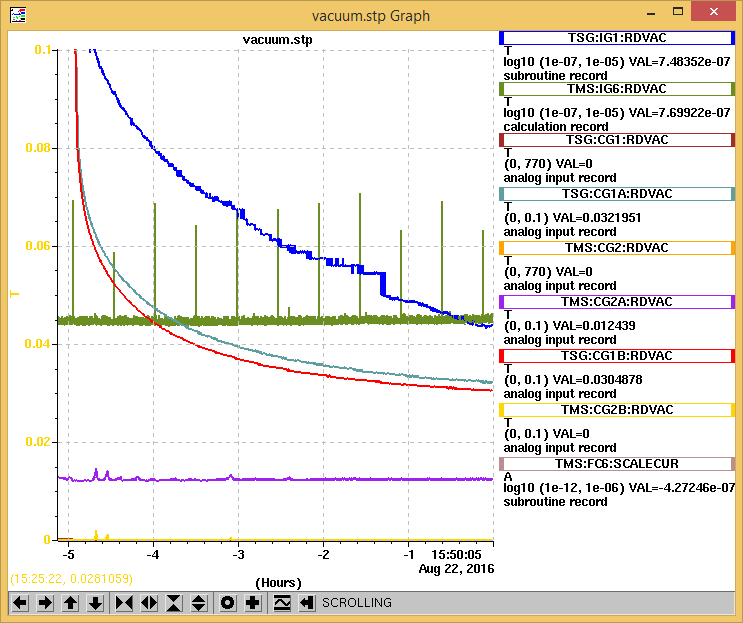 vacuum.stp Graph
vacuum.stp
0.1
0.08
0.06
0.04
0.02
0
T
-5
-4
-3
-2
-1
15:50:05
Aug 22, 2016
(Hours)
(15:25:22, 0.0281059)
TSG:IG1:RDVAC
T
log10 (1e-07, 1e-05) VAL=7.48352e-07
subroutine record
TMS:IG6:RDVAC
T
log10 (1e-07, 1e-05) VAL=7.69922e-07
calculation record
TSG:CG1:RDVAC
T
(0, 770) VAL=0
analog input record
TSG:CG1A:RDVAC
T
(0, 0.1) VAL=0.0321951
analog input record
TMS:CG2:RDVAC
T
(0, 770) VAL=0
analog input record
TMS:CG2A:RDVAC
T
(0, 0.1) VAL=0.012439
analog input record
TSG:CG1B:RDVAC
T
(0, 0.1) VAL=0.0304878
analog input record
TMS:CG2B:RDVAC
T
(0, 0.1) VAL=0
analog input record
TMS:FC6:SCALECUR
A
log10 (1e-12, 1e-06) VAL=-4.27246e-07
subroutine record
SCROLLING